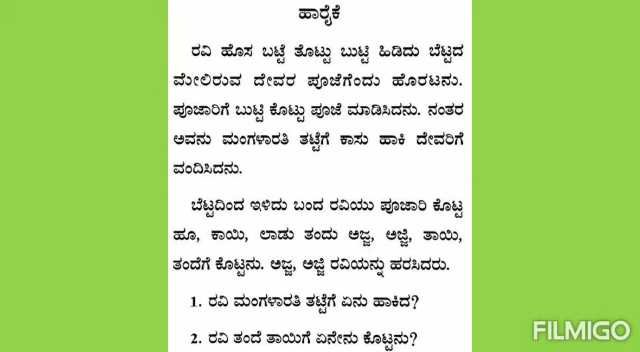 ಹಾರೈಕೆ
ರವಿ ಹೊಸ ಬಟ್ಟೆ ತೊಟ್ಟು ಬುಟ್ಟಿ ಹಿಡಿದು ಬೆಟ್ಟದ
ಮೇಲಿರುವ ದೇವರ ಪೂಜೆಗೆಂದು ಹೊರಟನು.
ಪೂಜಾರಿಗೆ ಬುಟ್ಟಿ ಕೊಟ್ಟು ಪೂಜೆ ಮಾಡಿಸಿದನು. ನಂತರ
ಅವನು ಮಂಗಳಾರತಿ ತಟ್ಟೆಗೆ ಕಾಸು ಹಾಕಿ ದೇವರಿಗೆ
ವಂದಿಸಿದನು.
ಬೆಟ್ಟದಿಂದ ಇಳಿದು ಬಂದ ರವಿಯು ಪೂಜಾರಿ ಕೊಟ್ಟ
ಹೂ, ಕಾಯಿ, ಲಾಡು ತಂದು ಅಜ್ಜ, ಅಜ್ಜಿ, ತಾಯಿ,
ತಂದೆಗೆ ಕೊಟ್ಟನು. ಅಜ್ಜ, ಅಜ್ಜಿ ರವಿಯನ್ನು ಹರಸಿದರು.
1. ರವಿ ಮಂಗಳಾರತಿ ತಟ್ಟೆಗೆ ಏನು ಹಾಕಿದ?
2. ರವಿ ತಂದೆ ತಾಯಿಗೆ ಏನೇನು ಕೊಟ್ಟನು?
FILMIGO